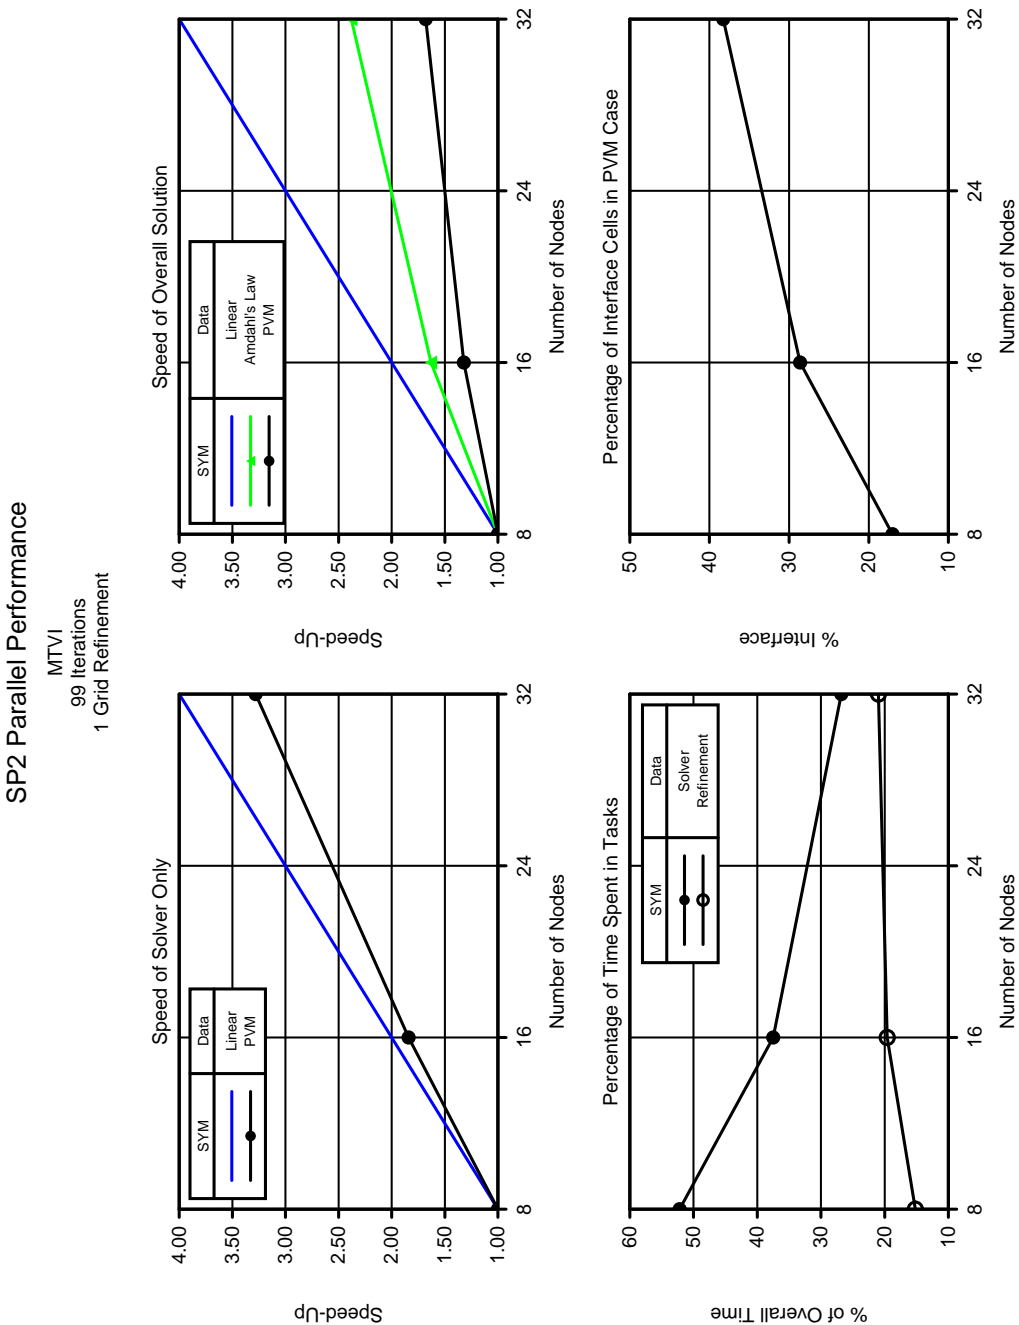 SP2 Parallel Performance
MTVI
99 Iterations
1 Grid Refinement
Speed of Solver Only
SYM
Data
Linear
PVM
4.00
3.50
3.00
2.50
2.00
1.50
1.00
Speed-Up
8
16
24
32
Number of Nodes
Speed of Overall Solution
SYM
Data
Linear
Amdahl's Law
PVM
4.00
3.50
3.00
2.50
2.00
1.50
1.00
Speed-Up
8
16
24
32
Number of Nodes
Percentage of Time Spent in Tasks
SYM
Data
Solver
Refinement
60
50
40
30
20
10
% of Overall Time
8
16
24
32
Number of Nodes
Percentage of Interface Cells in PVM Case
50
40
30
20
10
% Interface
8
16
24
32
Number of Nodes